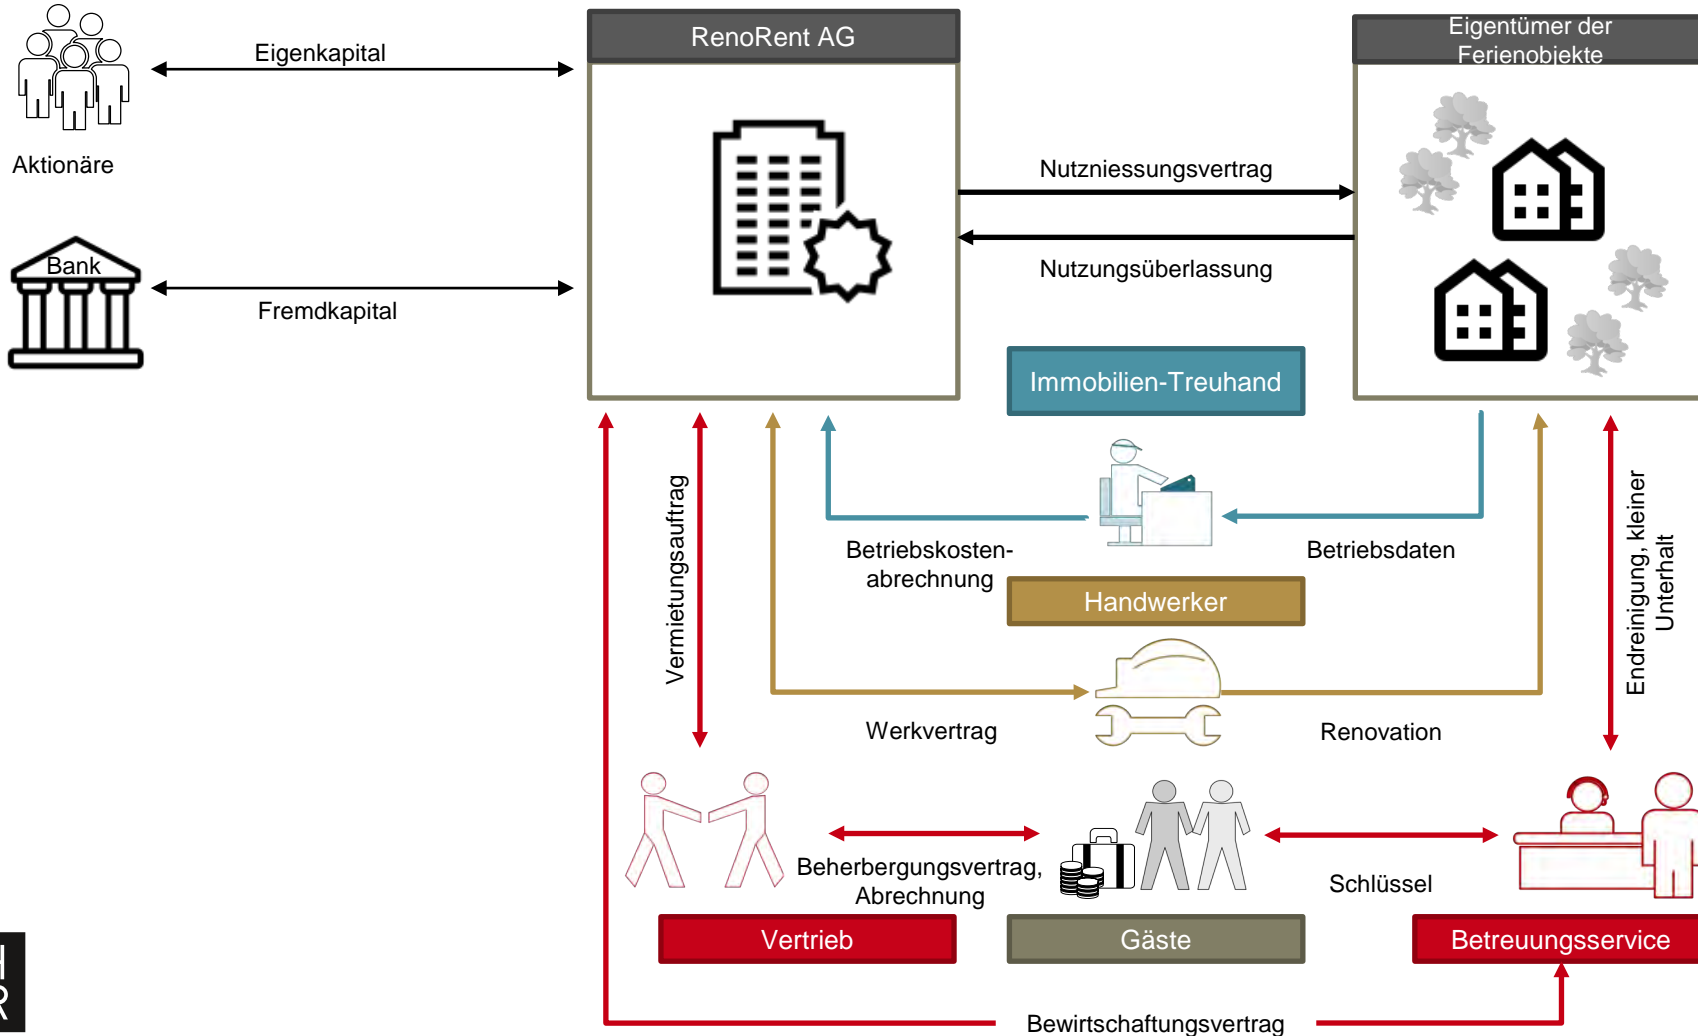 RenoRent AG
Eigentümer der
Ferienobjekte
Eigenkapital
Aktionäre
Nutzniessungsvertrag
Bank
Nutzungsüberlassung
Fremdkapital
Immobilien-Treuhand
Vermietungsauftrag
Betriebskosten-
abrechnung
Betriebsdaten
Endreinigung, kleiner
Unterhalt
Handwerker
Werkvertrag
Renovation
Beherbergungsvertrag,
Abrechnung
Schlüssel
Vertrieb
Gäste
Betreuungsservice
Bewirtschaftungsvertrag
R